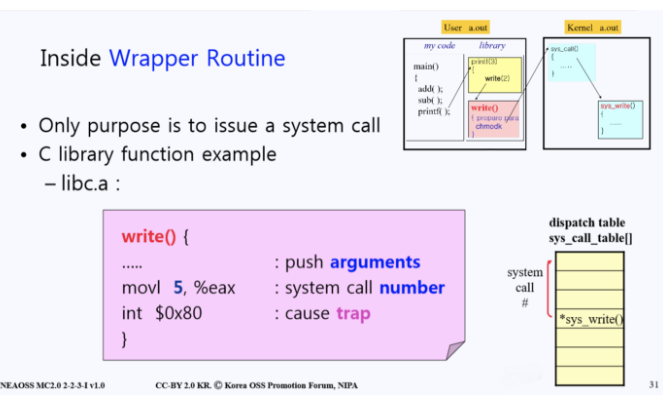 Inside Wrapper Routine
• Only purpose is to issue a system call
• C library function example
– libc.a :
User a.out
my code library
main()
{
add( );
sub( );
printf( );
printf(3)
{
write(2)
write()
{ prepare para
chmodk
}
Kernel a.out
sys_call()
{
.....
}
sys_write()
{
.....
}
write() {
..... : push arguments
movl 5, %eax : system call number
int $0x80 : cause trap
}
dispatch table
sys_call_table[]
system
call
#
*sys_write()
NEAOSS MC2.0 2-2-3-I v1.0 CC-BY 2.0 KR. Ⓒ Korea OSS Promotion Forum, NIPA 31